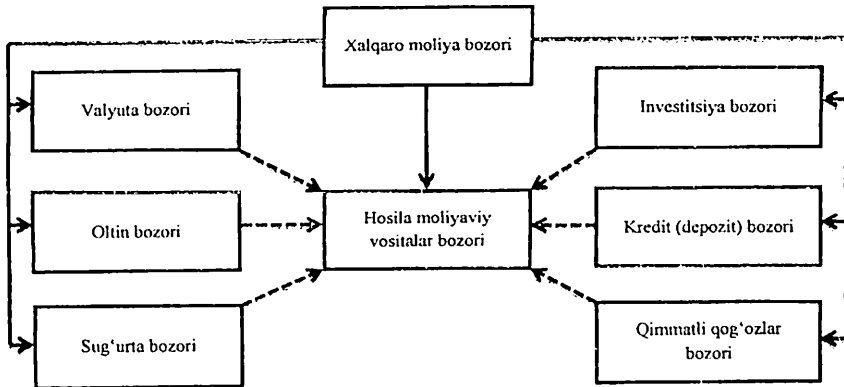 Xalqaro moliya bozori
Valyuta bozori
Investitsiya bozori
Oltin bozori
Hosila moliyaviy
vositalar bozori
Kredit (depozit) bozori
Sug‘urta bozori
Qimmatli qog‘ozlar
bozori